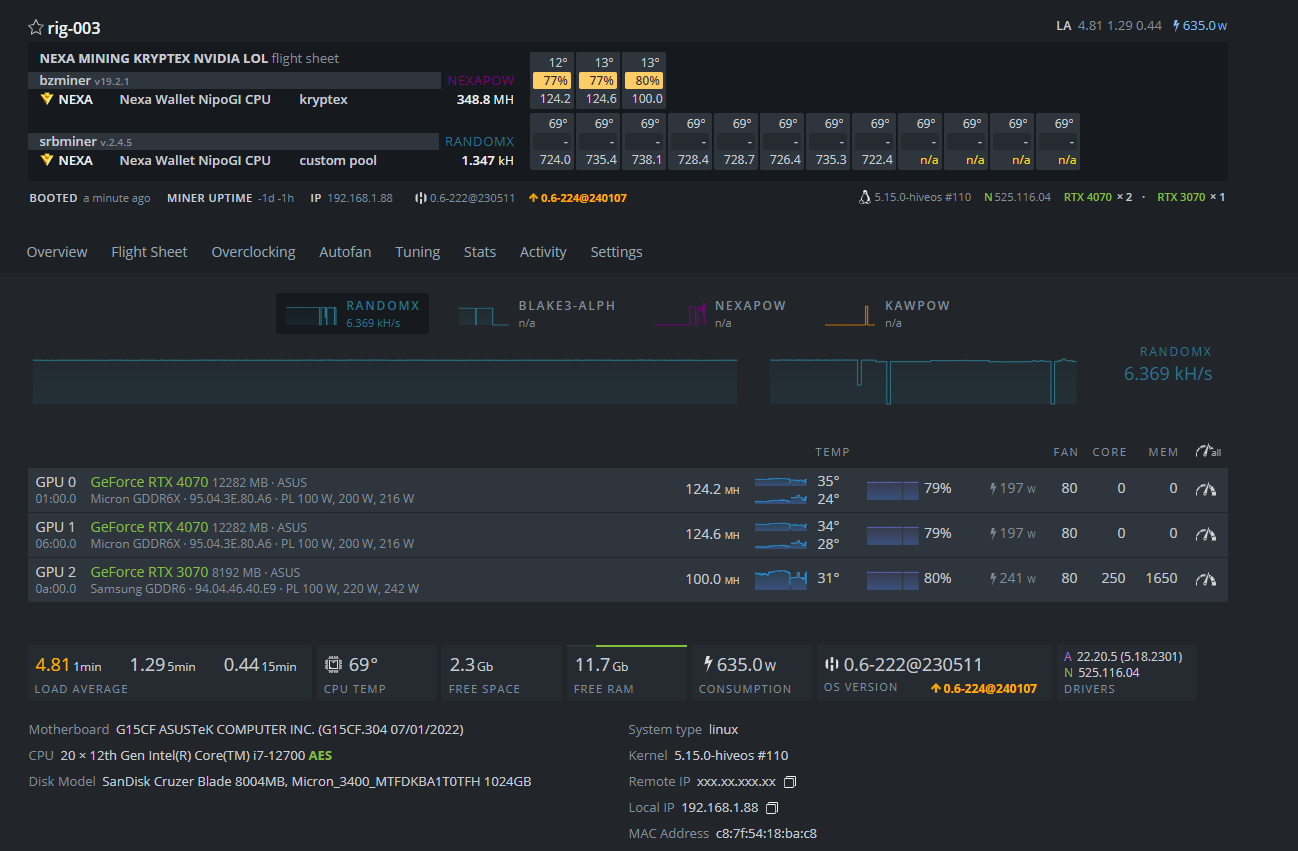 rig-003
LA 4.81 1.29 0.44 635.0 w
NEXA MINING KRYPTEX NVIDIA LOL flight sheet
12° 13° 13°
bzminer v19.2.1 NEXAPOW 77% 77% 80%
NEXA Nexa Wallet NipoGI CPU kryptex 348.8 MH 124.2 124.6 100.0
69° 69° 69° 69° 69° 69° 69° 69° 69° 69° 69° 69°
srbminer v.2.4.5 RANDOMX - - - - - - - - - - - -
NEXA Nexa Wallet NipoGI CPU custom pool 1.347 kH 724.0 735.4 738.1 728.4 728.7 726.4 735.3 722.4 n/a n/a n/a n/a
BOOTED a minute ago MINER UPTIME -1d -1h IP 192.168.1.88 0.6-222@230511 0.6-224@240107 5.15.0-hiveos #110 N 525.116.04 RTX 4070 × 2 · RTX 3070 × 1
Overview Flight Sheet Overclocking Autofan Tuning Stats Activity Settings
RANDOMX BLAKE3-ALPH NEXAPOW KAWPOW
6.369 kH/s n/a n/a n/a
RANDOMX
6.369 kH/s
TEMP FAN CORE MEM all
GPU 0 GeForce RTX 4070 12282 MB · ASUS 124.2 MH 35° 79% 197 w 80 0 0
01:00.0 Micron GDDR6X · 95.04.3E.80.A6 · PL 100 W, 200 W, 216 W 24°
GPU 1 GeForce RTX 4070 12282 MB · ASUS 124.6 MH 34° 79% 197 w 80 0 0
06:00.0 Micron GDDR6X · 95.04.3E.80.A6 · PL 100 W, 200 W, 216 W 28°
GPU 2 GeForce RTX 3070 8192 MB · ASUS 100.0 MH 31° 80% 241 w 80 250 1650
0a:00.0 Samsung GDDR6 · 94.04.46.40.E9 · PL 100 W, 220 W, 242 W
4.81 1min 1.29 5min 0.44 15min 69° 2.3 Gb 11.7 Gb 635.0 w 0.6-222@230511 A 22.20.5 (5.18.2301)
N 525.116.04
LOAD AVERAGE CPU TEMP FREE SPACE FREE RAM CONSUMPTION OS VERSION 0.6-224@240107 DRIVERS
Motherboard G15CF ASUSTeK COMPUTER INC. (G15CF.304 07/01/2022)
CPU 20 × 12th Gen Intel(R) Core(TM) i7-12700 AES
Disk Model SanDisk Cruzer Blade 8004MB, Micron_3400_MTFDKBA1T0TFH 1024GB
System type linux
Kernel 5.15.0-hiveos #110
Remote IP xxx.xx.xxx.xx
Local IP 192.168.1.88
MAC Address c8:7f:54:18:ba:c8